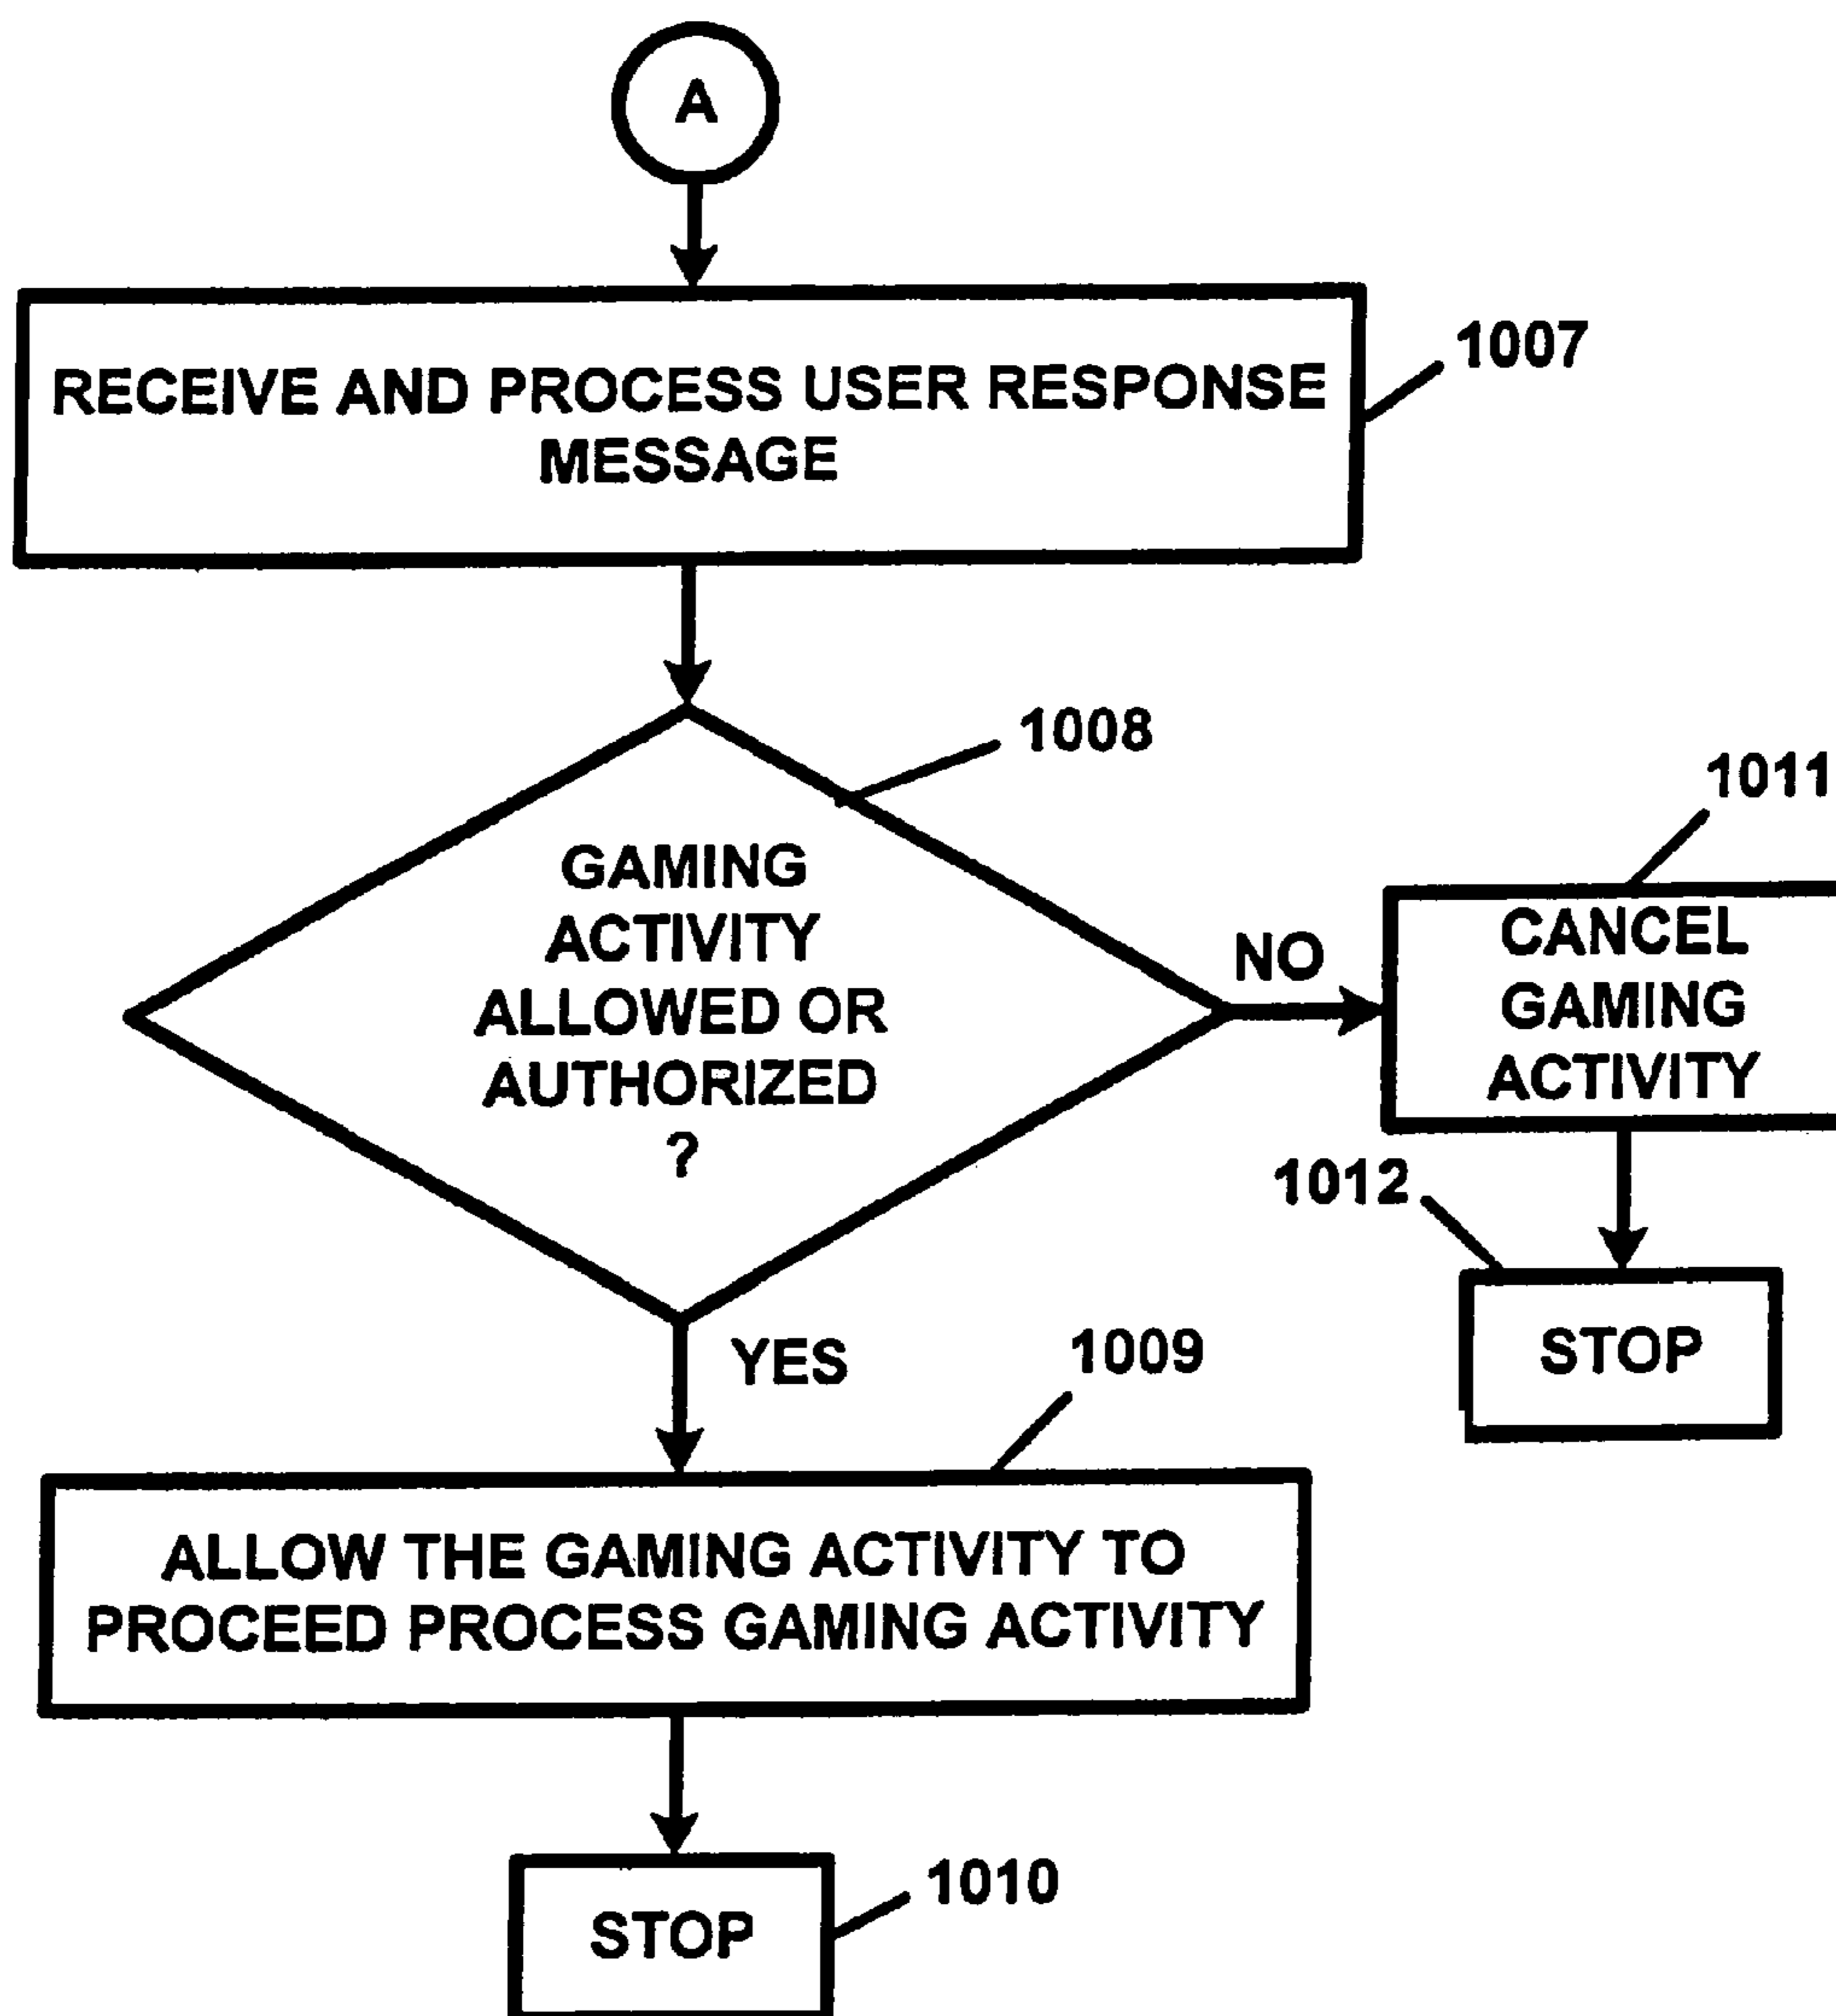 A
RECEIVE AND PROCESS USER RESPONSE
MESSAGE
1007
1008
GAMING
ACTIVITY
ALLOWED OR
AUTHORIZED
?
NO
1011
CANCEL
GAMING
ACTIVITY
1012
STOP
YES
1009
ALLOW THE GAMING ACTIVITY TO
PROCEED PROCESS GAMING ACTIVITY
STOP
1010